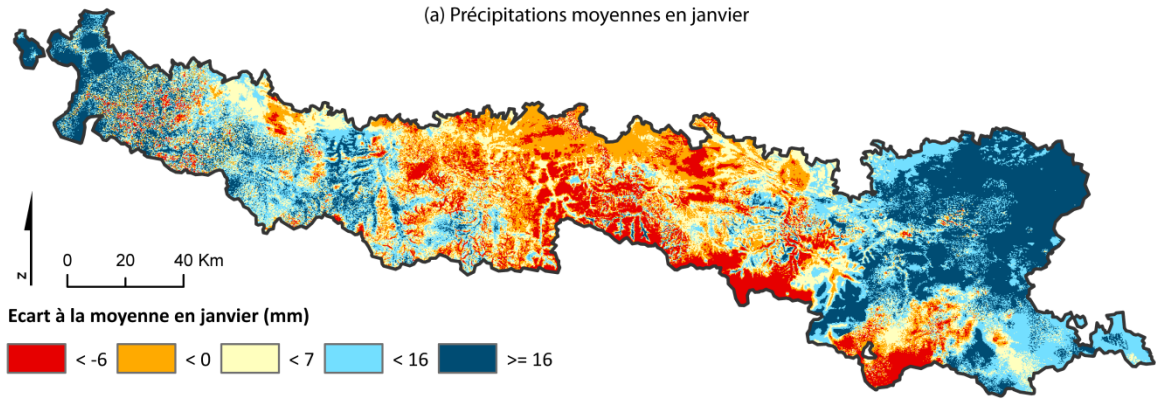 (a) Précipitations moyennes en janvier
z
0 20 40 Km
Ecart à la moyenne en janvier (mm)
< -6 < 0 < 7 < 16 >= 16